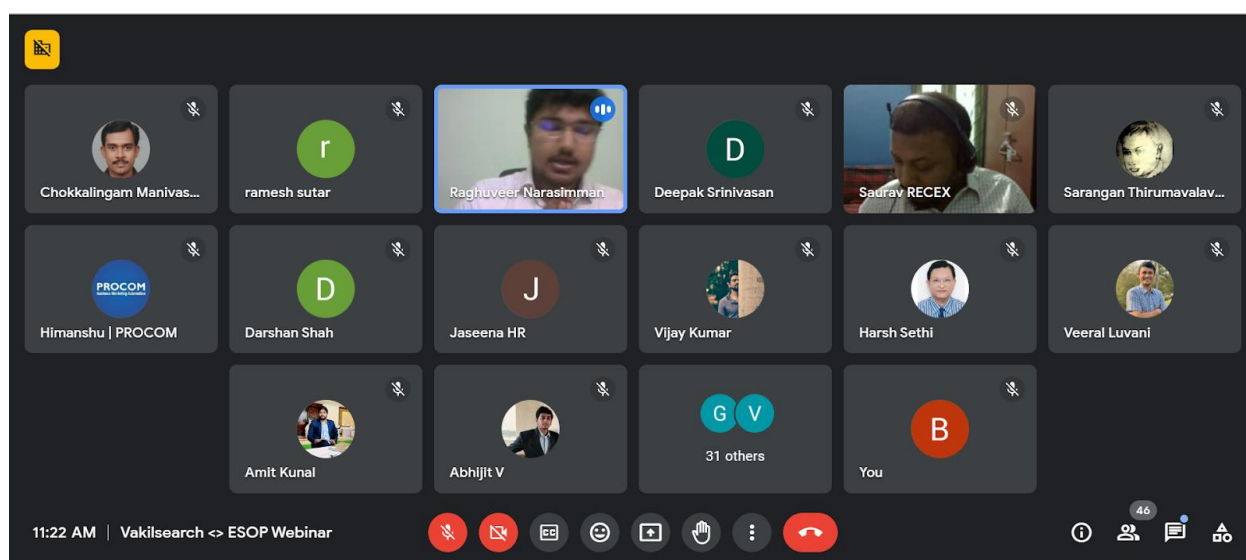 Chokkalingam Manivas...
r
ramesh sutar
Raghuveer Narasimman
D
Deepak Srinivasan
Saurav RECEX
Sarangan Thirumavalav...
PROCOM
Himanshu | PROCOM
D
Darshan Shah
J
Jaseena HR
Vijay Kumar
Harsh Sethi
Veeral Luvani
Amit Kunal
Abhijit V
G V
31 others
B
You
11:22 AM | Vakilsearch <> ESOP Webinar
CC
46